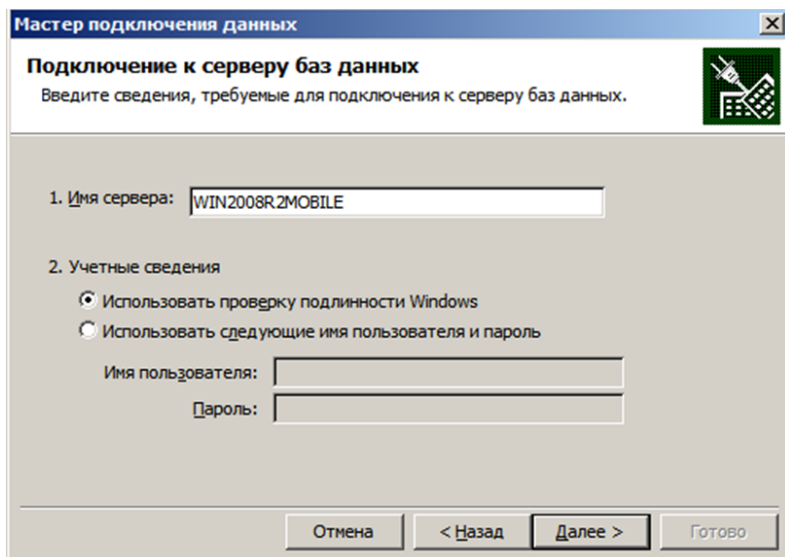 Мастер подключения данных
Подключение к серверу баз данных
Введите сведения, требуемые для подключения к серверу баз данных.
1. Имя сервера: WIN2008R2MOBILE
2. Учетные сведения
Использовать проверку подлинности Windows
Использовать следующие имя пользователя и пароль
Имя пользователя:
Пароль:
Отмена < Назад Далее > Готово